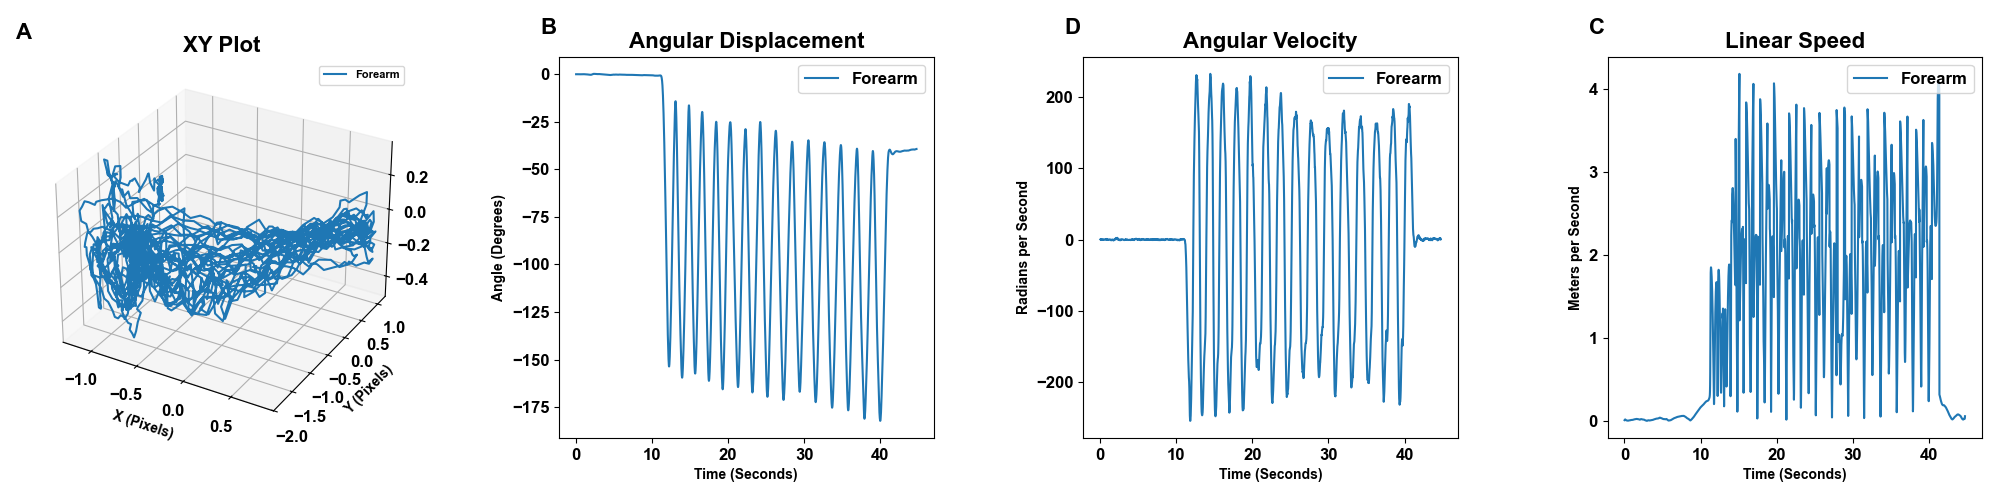 A
XY Plot
Forearm
0.2
0.0
−0.2
−0.4
1.0
0.5
0.0
−0.5
−1.0
−1.5
−2.0
Y (Pixels)
−1.0
−0.5
0.0
0.5
X (Pixels)
B
Angular Displacement
Forearm
0
−25
−50
−75
−100
−125
−150
−175
Angle (Degrees)
0 10 20 30 40
Time (Seconds)
D
Angular Velocity
Forearm
200
100
0
−100
−200
Radians per Second
0 10 20 30 40
Time (Seconds)
C
Linear Speed
Forearm
4
3
2
1
0
Meters per Second
0 10 20 30 40
Time (Seconds)